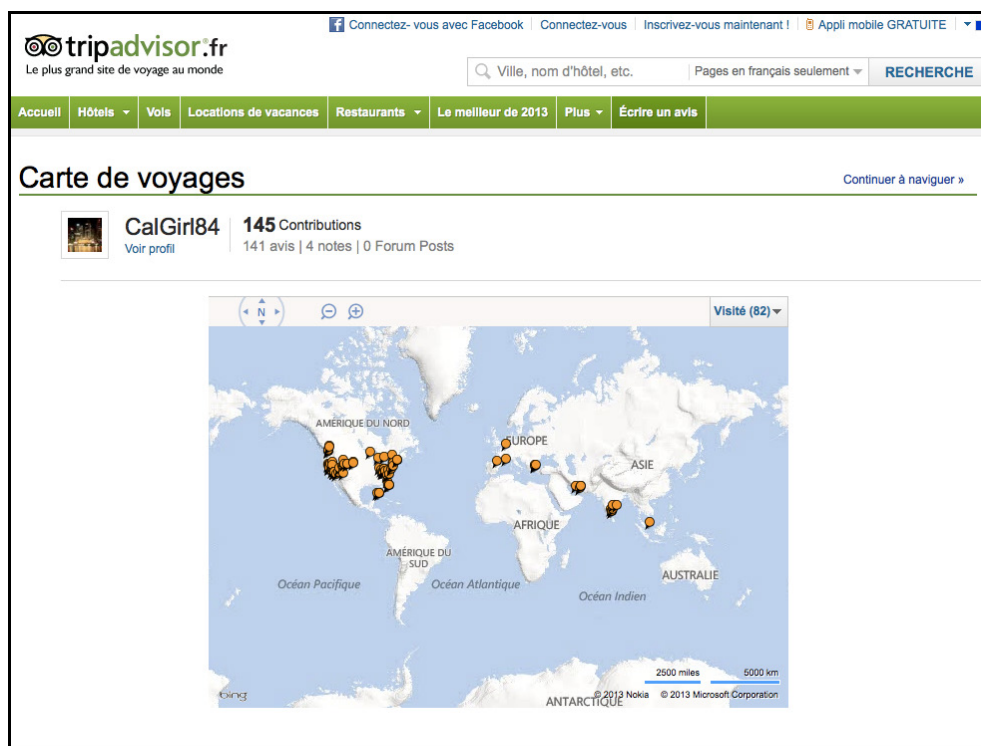 Connectez- vous avec Facebook Connectez-vous Inscrivez-vous maintenant ! Appli mobile GRATUITE
tripadvisor.fr
Le plus grand site de voyage au monde
Ville, nom d'hôtel, etc. Pages en français seulement RECHERCHE
Accueil Hôtels Vols Locations de vacances Restaurants Le meilleur de 2013 Plus Écrire un avis
Carte de voyages
Continuer à naviguer »
CalGirl84 145 Contributions
Voir profil 141 avis | 4 notes | 0 Forum Posts
N Visité (82)
AMÉRIQUE DU NORD
EUROPE
ASIE
AFRIQUE
AMÉRIQUE DU
SUD
AUSTRALIE
Océan Pacifique Océan Atlantique
Océan Indien
2500 miles 5000 km
bing © 2013 Nokia © 2013 Microsoft Corporation
ANTARCTIQUE